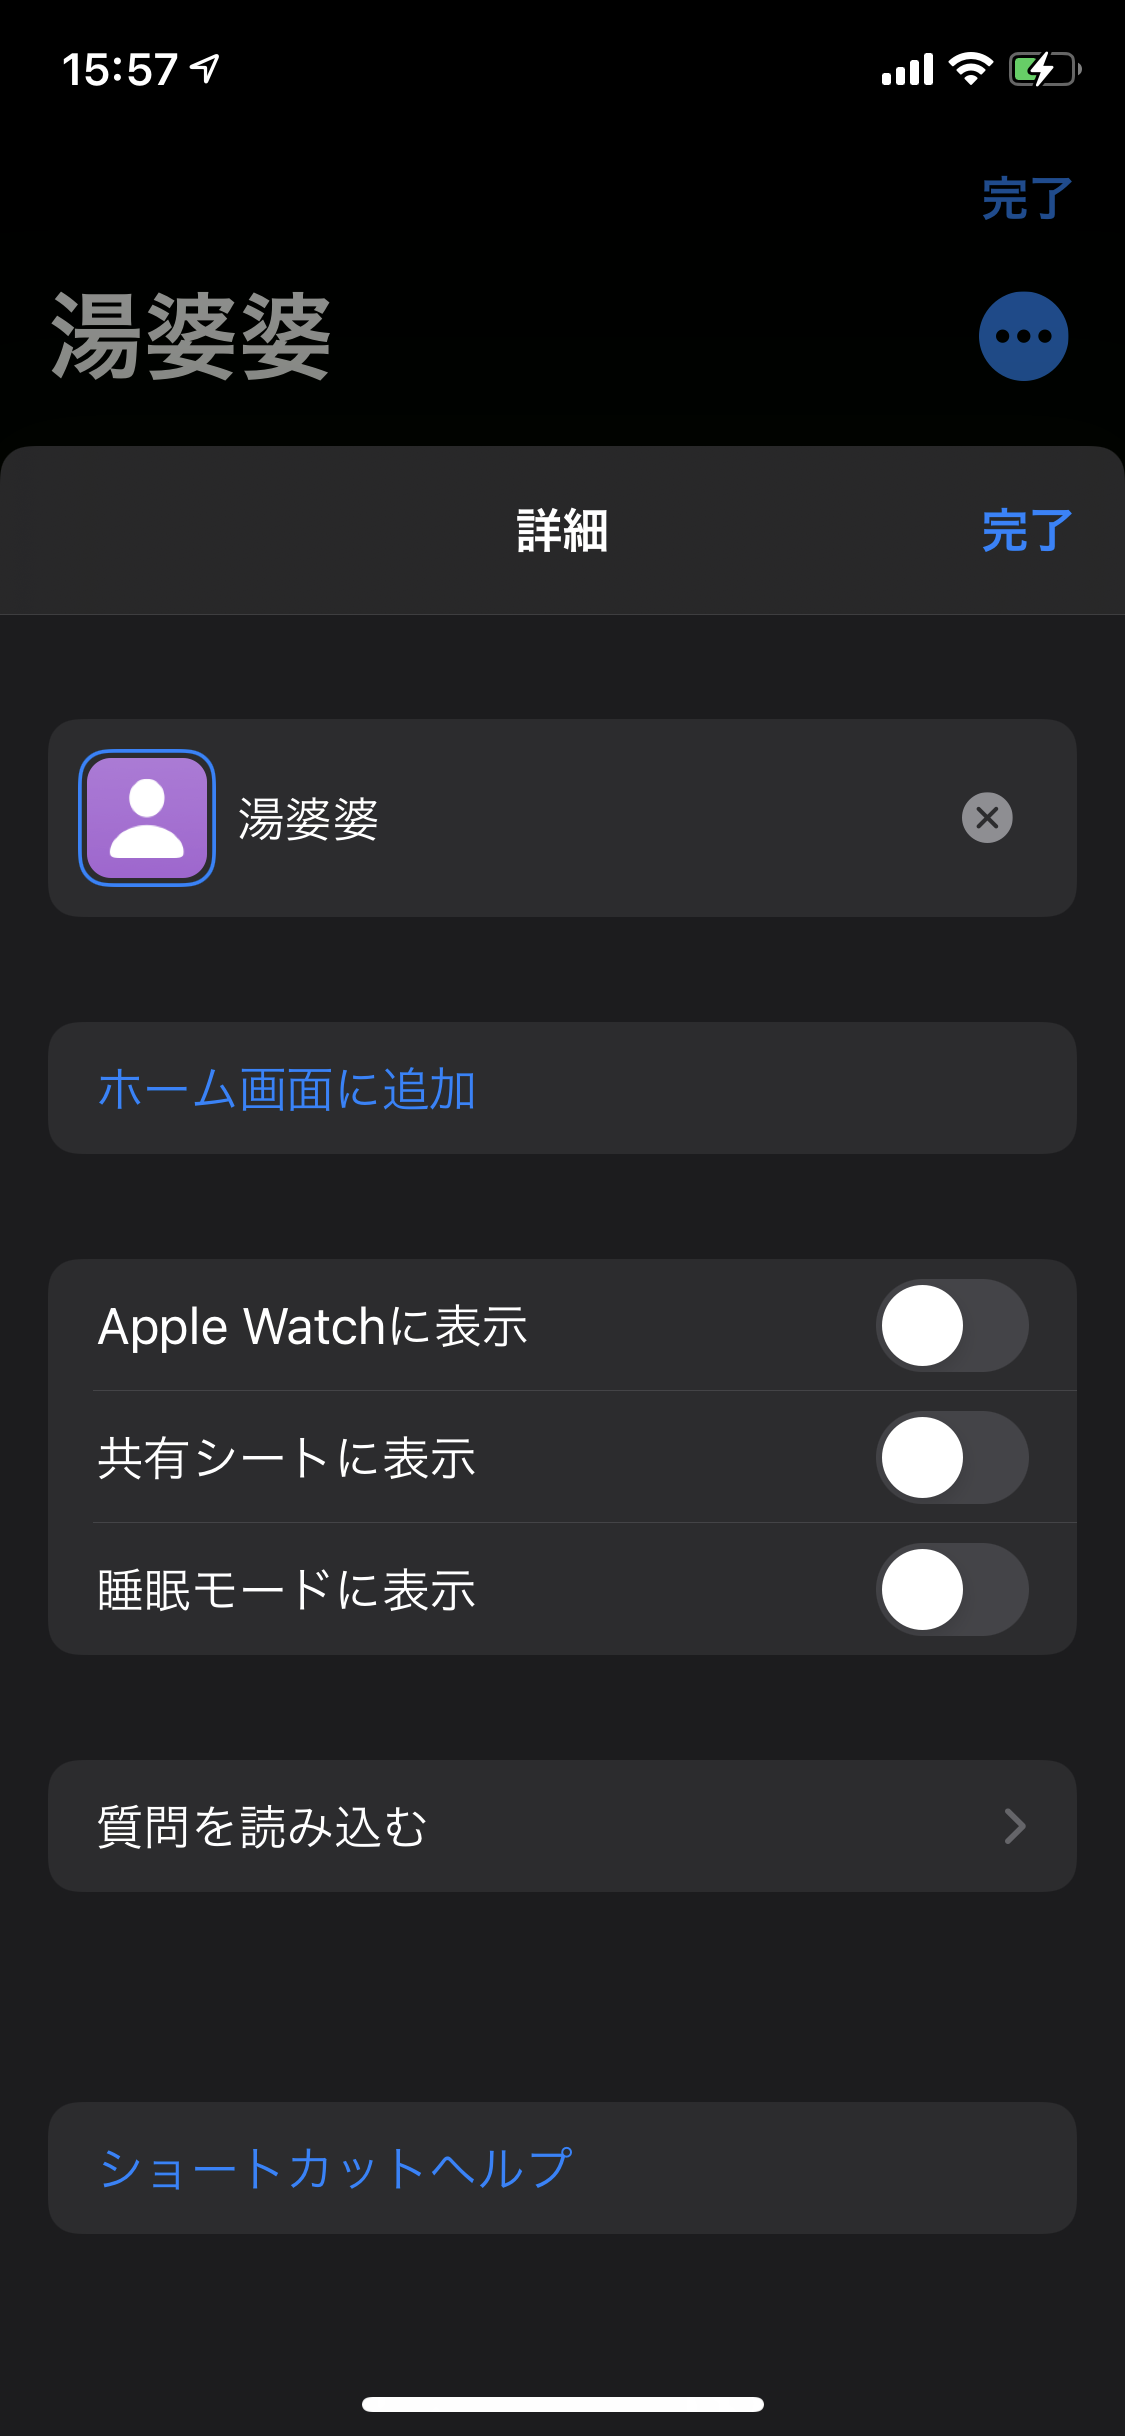 15:57
完了
湯婆婆
詳細
完了
湯婆婆
ホーム画面に追加
Apple Watchに表示
共有シートに表示
睡眠モードに表示
質問を読み込む
ショートカットヘルプ